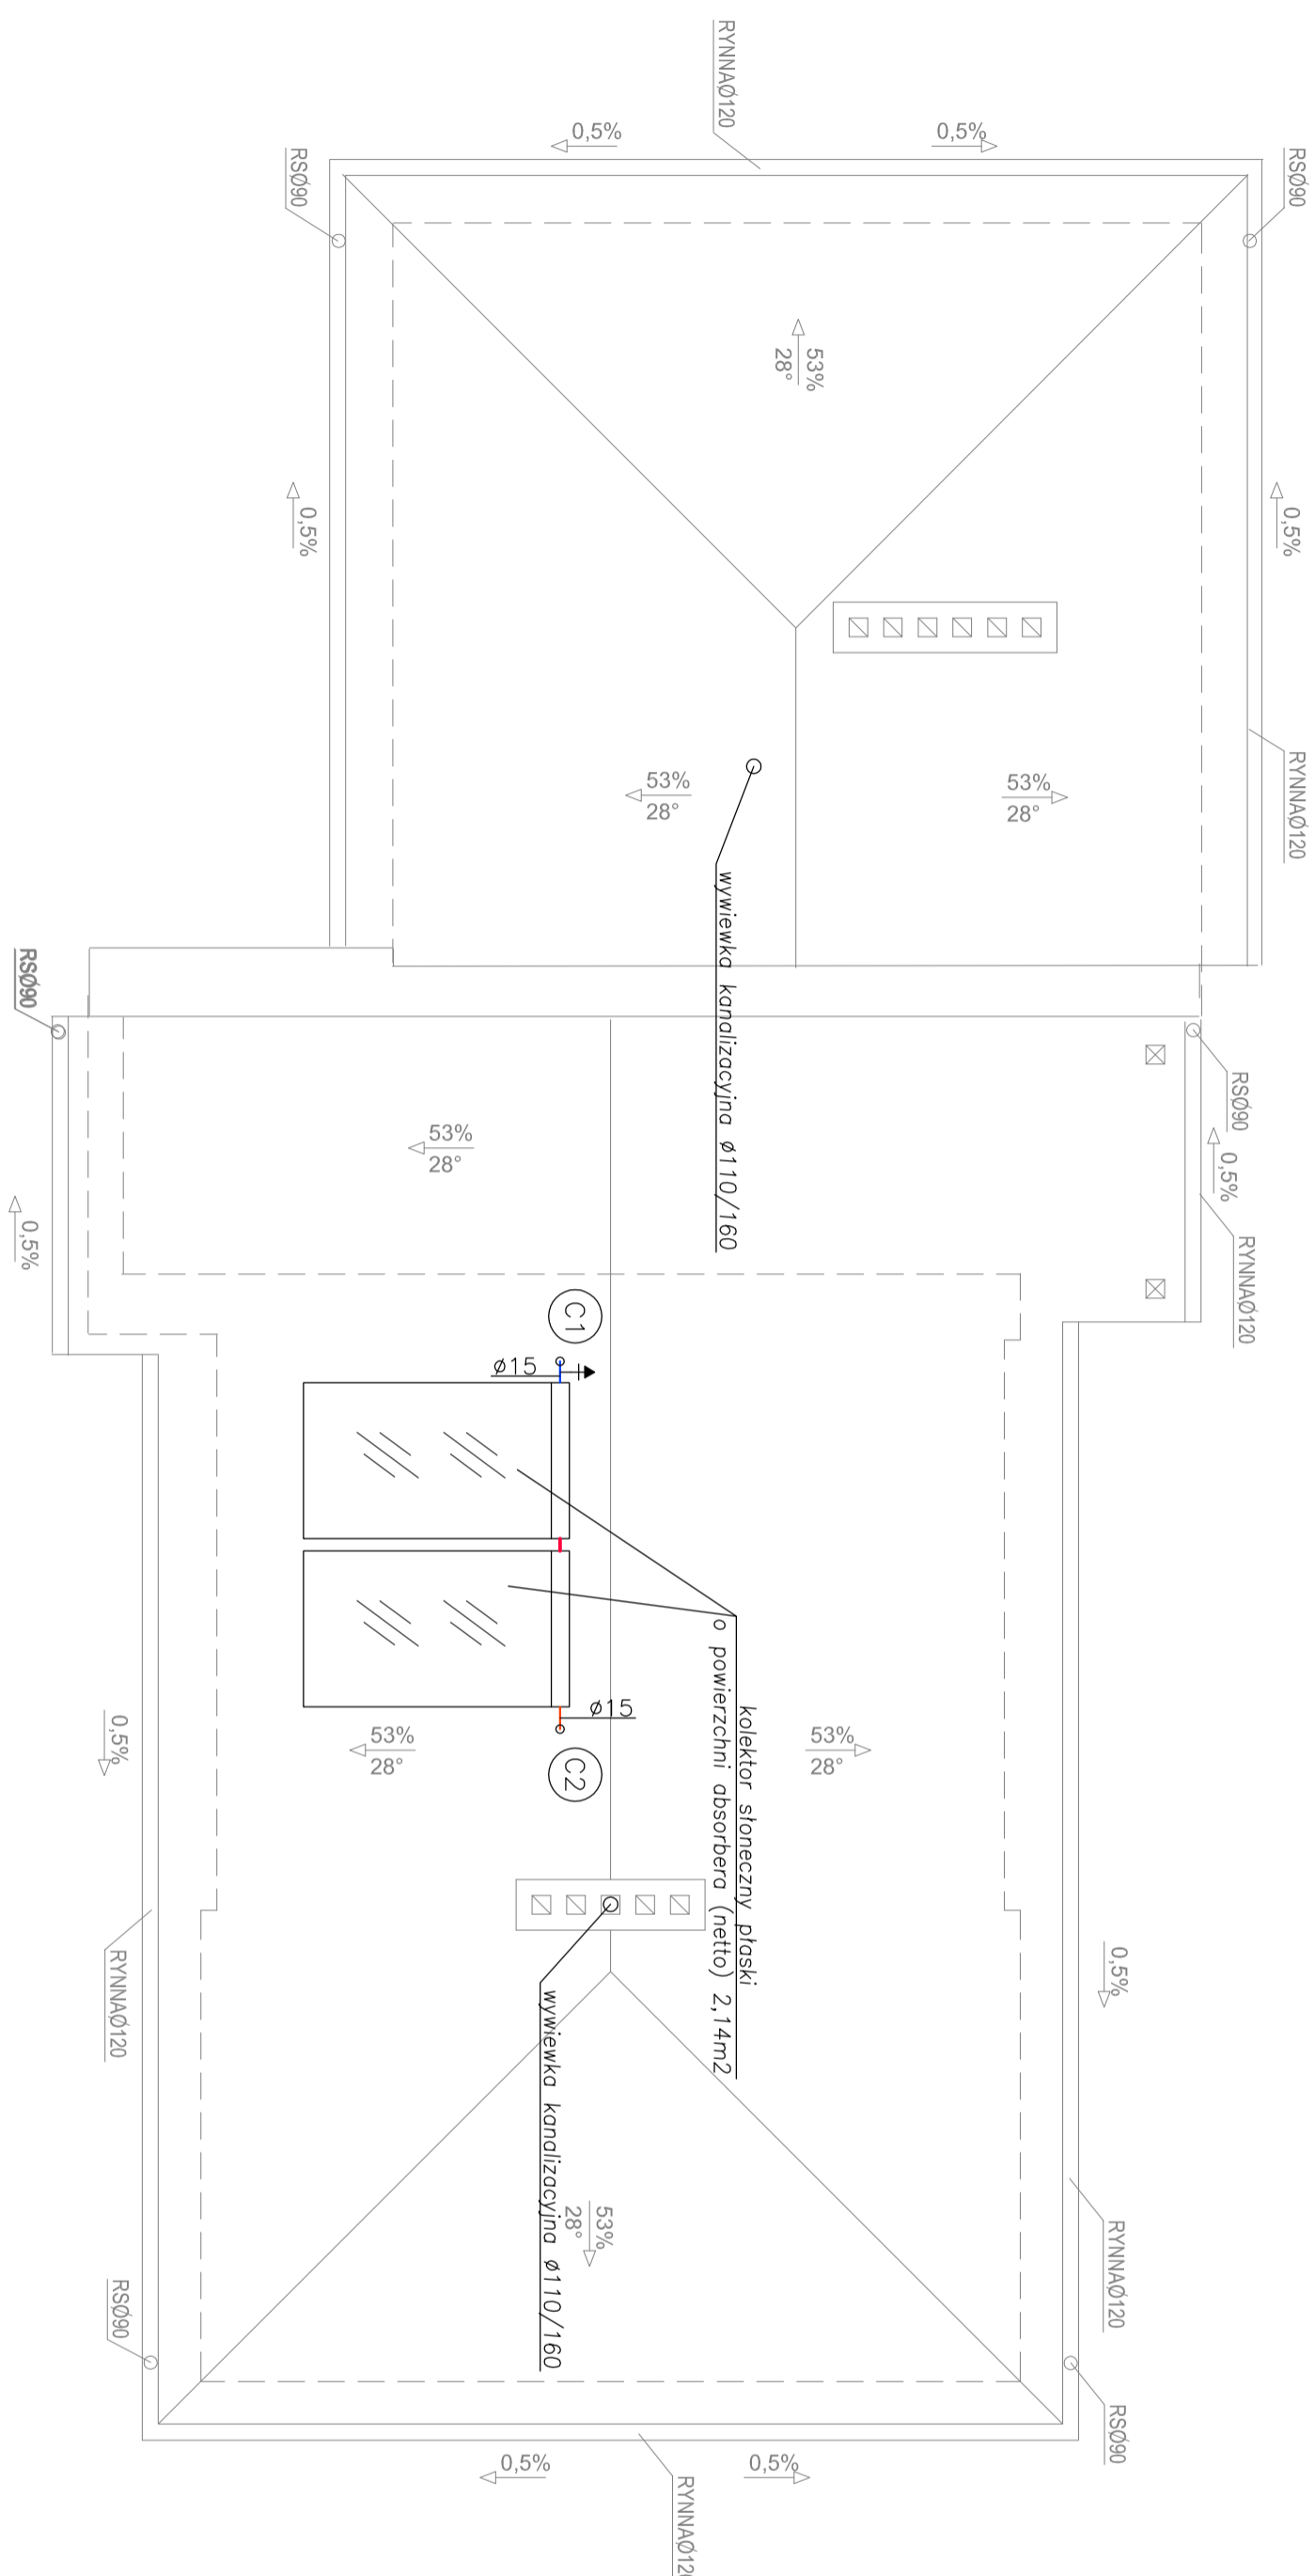 RYNNAØ120
0,5%
0,5%
RSØ90
RSØ90
53%
28°
0,5%
0,5%
RYNNAØ120
53%
28°
53%
28°
wywiewka kanalizacyjna ø110/160
RSØ90
RSØ90
0,5%
RYNNAØ120
53%
28°
0,5%
C1
ø15
kolektor słoneczny płaski
o powierzchni absorbera (netto) 2,14m2
ø15
C2
53%
28°
53%
28°
0,5%
RYNNAØ120
0,5%
wywiewka kanalizacyjna ø110/160
53%
28°
RYNNAØ120
RSØ90
RSØ90
0,5%
0,5%
RYNNAØ120